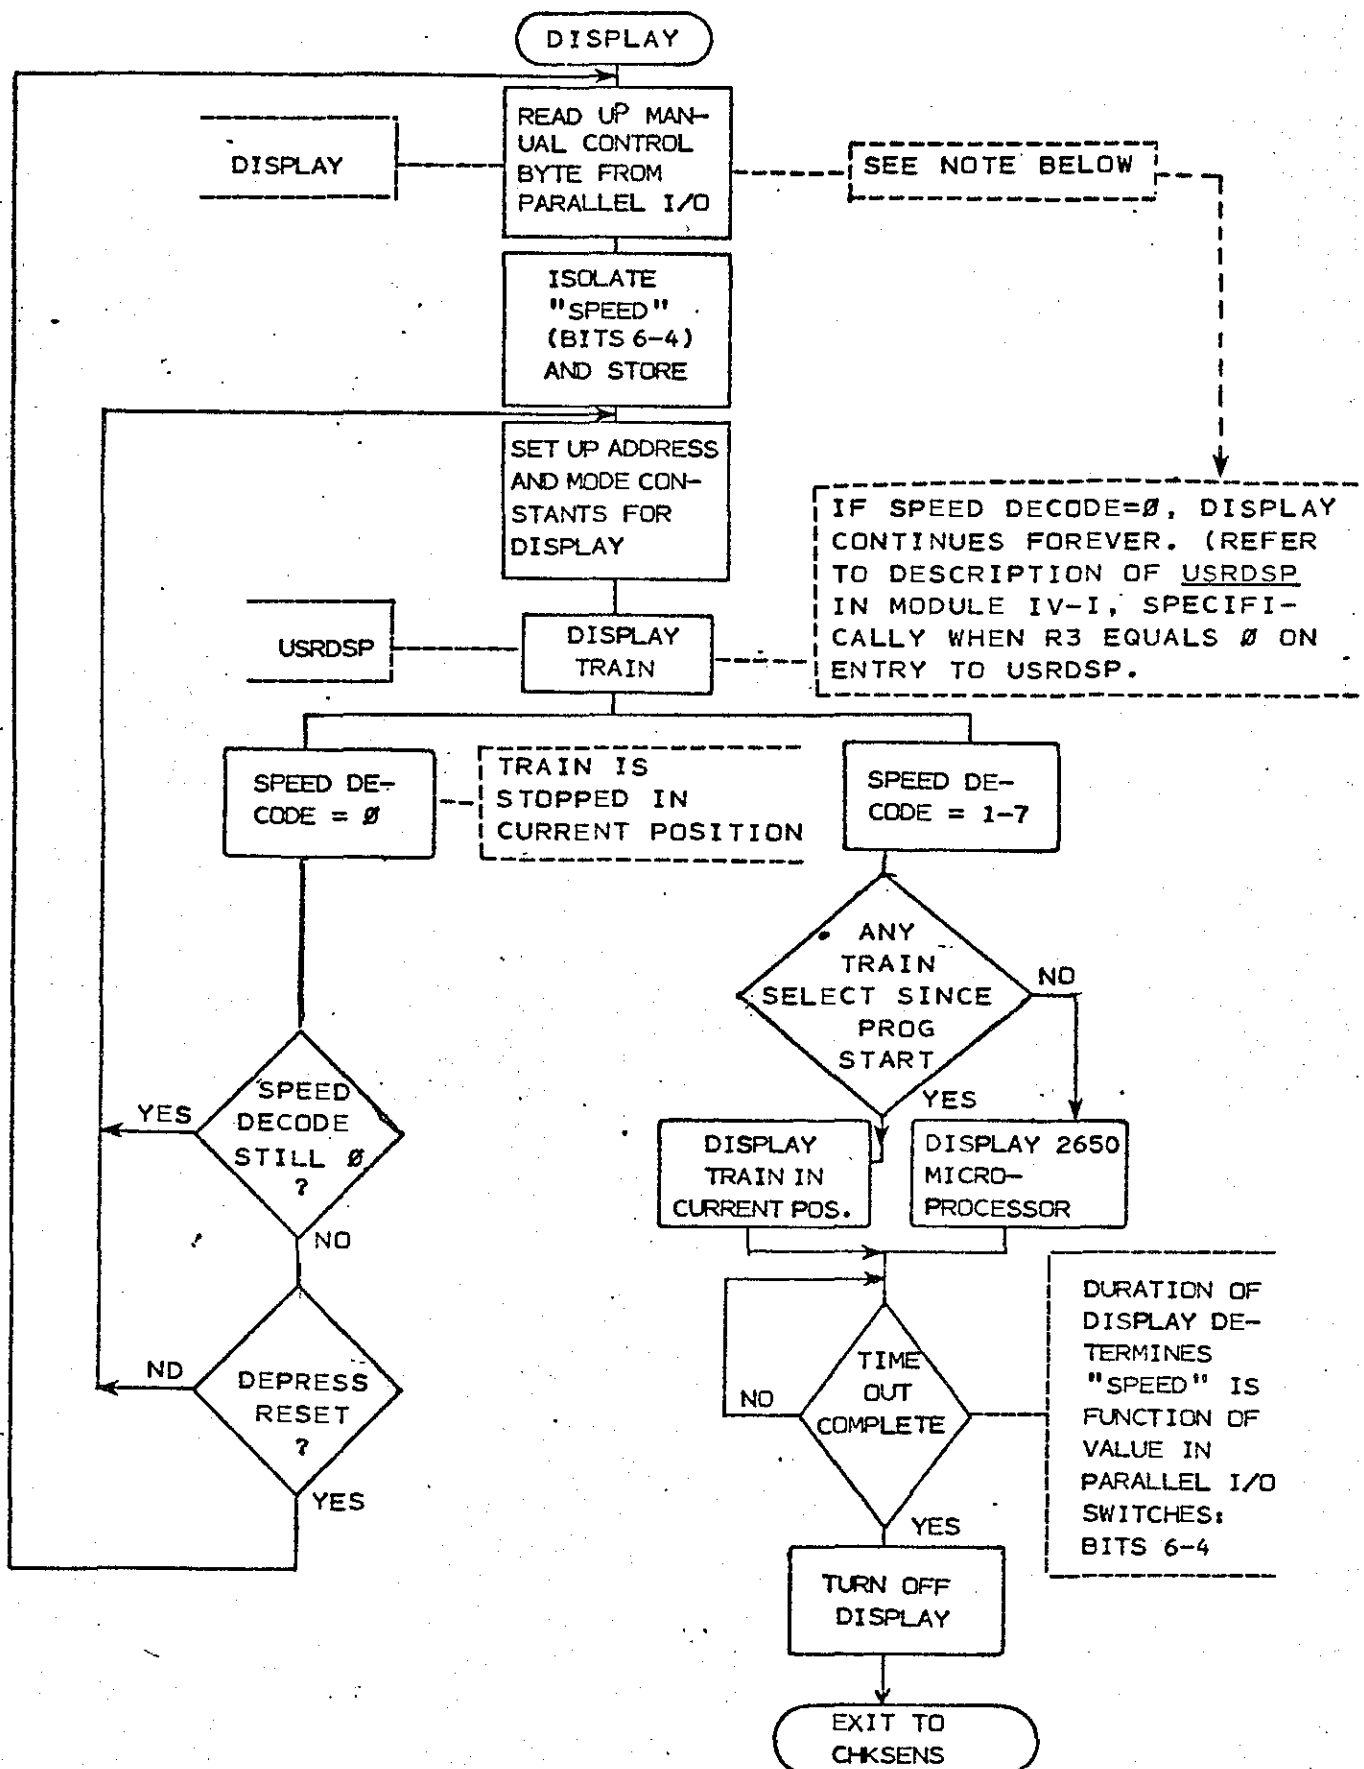 DISPLAY
READ UP MAN-
UAL CONTROL
BYTE FROM
PARALLEL I/O
DISPLAY
SEE NOTE BELOW
ISOLATE
"SPEED"
(BITS 6-4)
AND STORE
SET UP ADDRESS
AND MODE CON-
STANTS FOR
DISPLAY
IF SPEED DECODE=Ø, DISPLAY
CONTINUES FOREVER. (REFER
TO DESCRIPTION OF USRDSP
IN MODULE IV-I, SPECIFI-
CALLY WHEN R3 EQUALS Ø ON
ENTRY TO USRDSP.
USRDSP
DISPLAY
TRAIN
SPEED DE-
CODE = Ø
TRAIN IS
STOPPED IN
CURRENT POSITION
SPEED DE-
CODE = 1-7
ANY
TRAIN
SELECT SINCE
PROG
START
NO
YES
SPEED
DECODE
STILL Ø
?
YES
NO
DISPLAY
TRAIN IN
CURRENT POS.
DISPLAY 2650
MICRO-
PROCESSOR
DEPRESS
RESET
?
ND
YES
TIME
OUT
COMPLETE
NO
YES
DURATION OF
DISPLAY DE-
TERMINES
"SPEED" IS
FUNCTION OF
VALUE IN
PARALLEL I/O
SWITCHES:
BITS 6-4
TURN OFF
DISPLAY
EXIT TO
CHKSENS